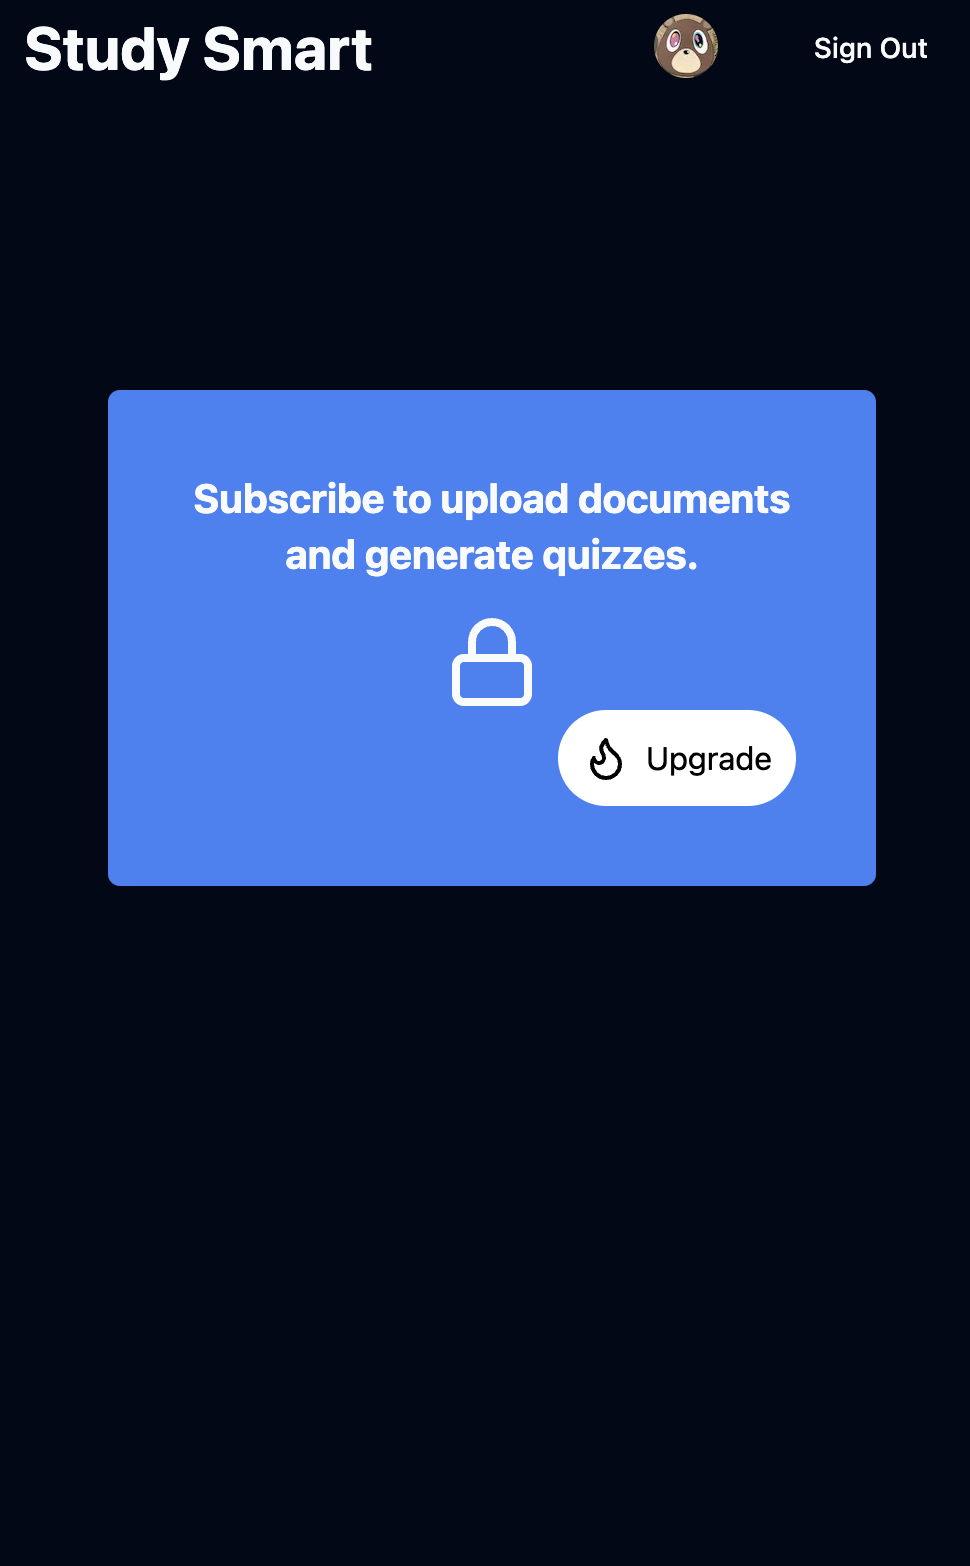 Study Smart
Sign Out
Subscribe to upload documents
and generate quizzes.
Upgrade